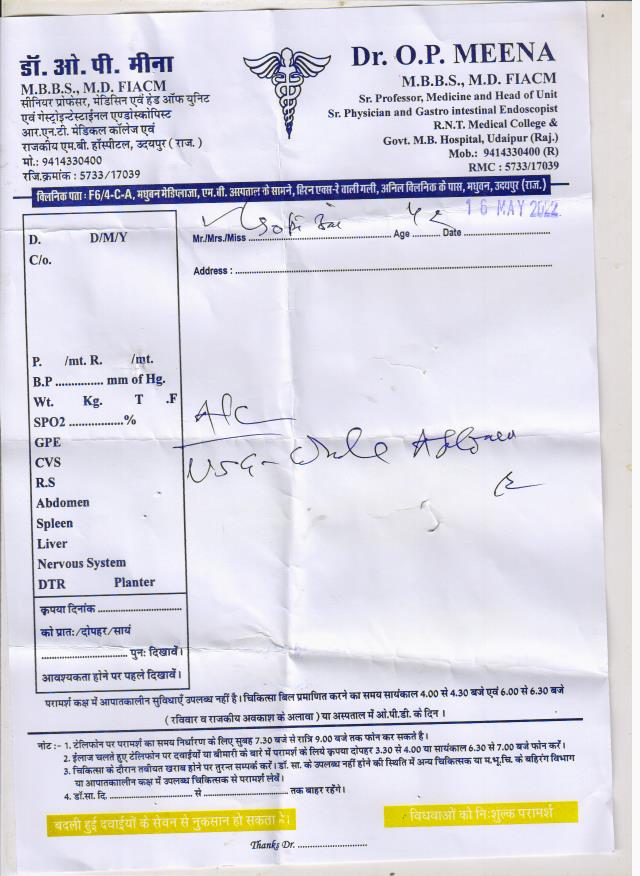 डॉ. ओ. पी. मीना
M.B.B.S., M.D. FIACM
सीनियर प्रोफेसर, मेडिसिन एवं हेड ऑफ युनिट
एवं गेस्ट्रोइन्टेस्टाईनल एण्डोस्कोपिस्ट
आर.एन.टी. मेडिकल कॉलेज एवं
राजकीय एम.बी. हॉस्पीटल, उदयपुर ( राज. )
मो.: 9414330400
रजि.क्रमांक : 5733/17039
Dr. O.P. MEENA
M.B.B.S., M.D. FIACM
Sr. Professor, Medicine and Head of Unit
Sr. Physician and Gastro intestinal Endoscopist
R.N.T. Medical College &
Govt. M.B. Hospital, Udaipur (Raj.)
Mob.: 9414330400 (R)
RMC : 5733/17039
क्लिनिक पता : F6/4-C-A, मधुवन मेडिप्लाजा, एम.बी. अस्पताल के सामने, हिरन एक्स-रे वाली गली, अनिल क्लिनिक के पास, मधुवन, उदयपुर (राज.)
Mr./Mrs./Miss .......... Age .......... Date 16 MAY 2022
Address : ..........
D. D/M/Y
C/o.
P. /mt. R. /mt.
B.P ............... mm of Hg.
Wt. Kg. T .F
SPO2 ..................%
GPE
CVS
R.S
Abdomen
Spleen
Liver
Nervous System
DTR Planter
USG- Whole Abdomen
कृपया दिनांक ..........
को प्रातः/दोपहर/सायं
.......... पुनः दिखावें।
आवश्यकता होने पर पहले दिखावें।
परामर्श कक्ष में आपातकालीन सुविधाएँ उपलब्ध नहीं है। चिकित्सा बिल प्रमाणित करने का समय सायंकाल 4.00 से 4.30 बजे एवं 6.00 से 6.30 बजे
( रविवार व राजकीय अवकाश के अलावा ) या अस्पताल में ओ.पी.डी. के दिन ।
नोट :- 1. टेलिफोन पर परामर्श का समय निर्धारण के लिए सुबह 7.30 बजे से रात्रि 9.00 बजे तक फोन कर सकते है।
2. ईलाज चलते हुए टेलिफोन पर दवाईयों या बीमारी के बारे में परामर्श के लिये कृपया दोपहर 3.30 से 4.00 या सायंकाल 6.30 से 7.00 बजे फोन करें।
3. चिकित्सा के दौरान तबीयत खराब होने पर तुरन्त सम्पर्क करें। डॉ. सा. के उपलब्ध नहीं होने की स्थिति में अन्य चिकित्सक या म.भू.चि. के बहिरंग विभाग
या आपातकालीन कक्ष में उपलब्ध चिकित्सक से परामर्श लेवें।
4. डॉ.सा. दि. .......... से .......... तक बाहर रहेंगे।
बदली हुई दवाईयों के सेवन से नुकसान हो सकता है।
विधवाओं को निःशुल्क परामर्श
Thanks Dr. ..........